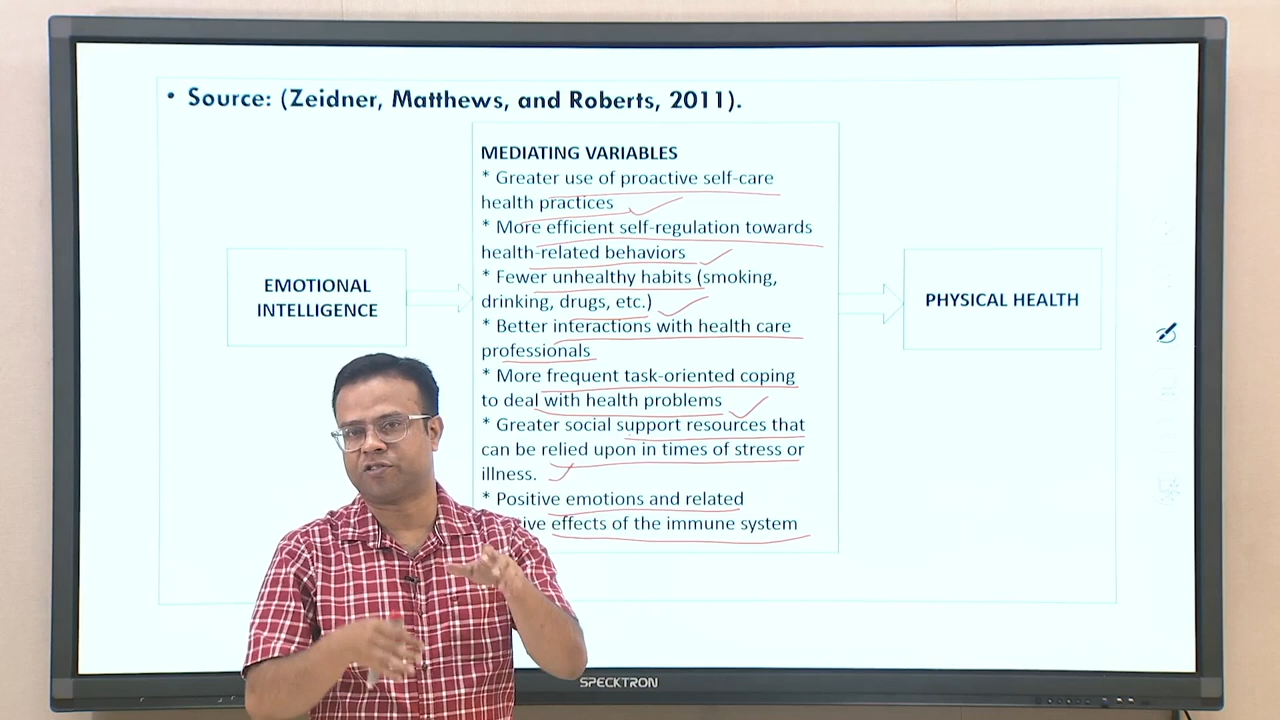 • Source: (Zeidner, Matthews, and Roberts, 2011).
MEDIATING VARIABLES
* Greater use of proactive self-care
health practices
* More efficient self-regulation towards
health-related behaviors
* Fewer unhealthy habits (smoking,
drinking, drugs, etc.)
* Better interactions with health care
professionals
* More frequent task-oriented coping
to deal with health problems
* Greater social support resources that
can be relied upon in times of stress or
illness.
* Positive emotions and related
effects of the immune system
EMOTIONAL
INTELLIGENCE
PHYSICAL HEALTH
SPECKTRON